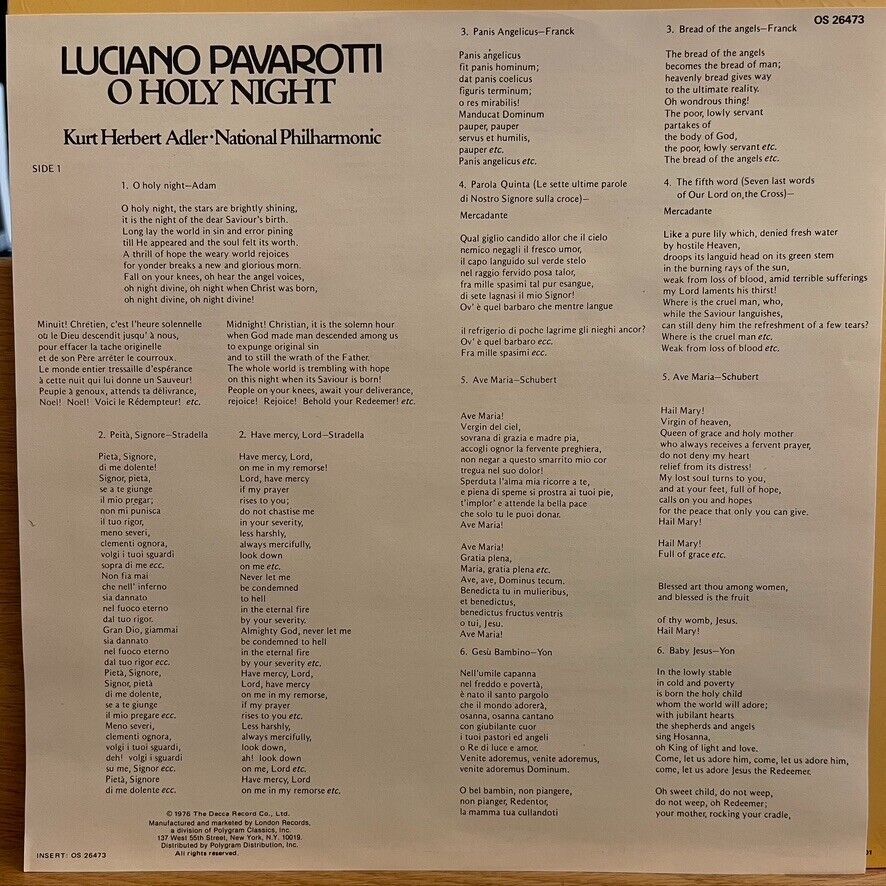 OS 26473
LUCIANO PAVAROTTI
O HOLY NIGHT
Kurt Herbert Adler·National Philharmonic
SIDE 1
1. O holy night—Adam
O holy night, the stars are brightly shining,
it is the night of the dear Saviour's birth.
Long lay the world in sin and error pining
till He appeared and the soul felt its worth.
A thrill of hope the weary world rejoices
for yonder breaks a new and glorious morn.
Fall on your knees, oh hear the angel voices,
oh night divine, oh night when Christ was born,
oh night divine, oh night divine!
Minuit! Chrétien, c'est l'heure solennelle
où le Dieu descendit jusqu' à nous,
pour effacer la tache originelle
et de son Père arréter le courroux.
Le monde entier tressaille d'espérance
à cette nuit qui lui donne un Sauveur!
Peuple à genoux, attends ta délivrance,
Noel! Noel! Voici le Rédempteur! etc.
Midnight! Christian, it is the solemn hour
when God made man descended among us
to expunge original sin
and to still the wrath of the Father.
The whole world is trembling with hope
on this night when its Saviour is born!
People on your knees, await your deliverance,
rejoice! Rejoice! Behold your Redeemer! etc.
2. Peità, Signore—Stradella
Pietà, Signore,
di me dolente!
Signor, pietà,
se a te giunge
il mio pregar;
non mi punisca
il tuo rigor,
meno severi,
clementi ognora,
volgi i tuoi sguardi
sopra di me ecc.
Non fia mai
che nell' inferno
sia dannato
nel fuoco eterno
dal tuo rigor.
Gran Dio, giammai
sia dannato
nel fuoco eterno
dal tuo rigor ecc.
Pietà, Signore,
Signor, pietà
di me dolente,
se a te giunge
il mio pregare ecc.
Meno severi,
clementi ognora,
volgi i tuoi sguardi,
deh! volgi i sguardi
su me, Signor ecc.
Pietà, Signore
di me dolente ecc.
2. Have mercy, Lord—Stradella
Have mercy, Lord,
on me in my remorse!
Lord, have mercy
if my prayer
rises to you;
do not chastise me
in your severity,
less harshly,
always mercifully,
look down
on me etc.
Never let me
be condemned
to hell
in the eternal fire
by your severity.
Almighty God, never let me
be condemned to hell
in the eternal fire
by your severity etc.
Have mercy, Lord,
Lord, have mercy
on me in my remorse,
if my prayer
rises to you etc.
Less harshly,
always mercifully,
look down,
ah! look down
on me, Lord etc.
Have mercy, Lord
on me in my remorse etc.
℗ 1976 The Decca Record Co., Ltd.
Manufactured and marketed by London Records,
a division of Polygram Classics, Inc.
137 West 55th Street, New York, N.Y. 10019.
Distributed by Polygram Distribution, Inc.
All rights reserved.
INSERT: OS 26473
3. Panis Angelicus—Franck
Panis angelicus
fit panis hominum;
dat panis coelicus
figuris terminum;
o res mirabilis!
Manducat Dominum
pauper, pauper
servus et humilis,
pauper etc.
Panis angelicus etc.
4. Parola Quinta (Le sette ultime parole
di Nostro Signore sulla croce)—
Mercadante
Qual giglio candido allor che il cielo
nemico negagli il fresco umor,
il capo languido sul verde stelo
nel raggio fervido posa talor,
fra mille spasimi tal pur esangue,
di sete lagnasi il mio Signor!
Ov' è quel barbaro che mentre langue
il refrigerio di poche lagrime gli nieghi ancor?
Ov' è quel barbaro ecc.
Fra mille spasimi ecc.
5. Ave Maria—Schubert
Ave Maria!
Vergin del ciel,
sovrana di grazia e madre pia,
accogli ognor la fervente preghiera,
non negar a questo smarrito mio cor
tregua nel suo dolor!
Sperduta l'alma mia ricorre a te,
e piena di speme si prostra ai tuoi pie,
t'implor' e attende la bella pace
che solo tu le puoi donar.
Ave Maria!
Ave Maria!
Gratia plena,
Maria, gratia plena etc.
Ave, ave, Dominus tecum.
Benedicta tu in mulieribus,
et benedictus,
benedictus fructus ventris
o tui, Jesu.
Ave Maria!
6. Gesù Bambino—Yon
Nell'umile capanna
nel freddo e povertà,
è nato il santo pargolo
che il mondo adorerà,
osanna, osanna cantano
con giubilante cuor
i tuoi pastori ed angeli
o Re di luce e amor.
Venite adoremus, venite adoremus,
venite adoremus Dominum.
O bel bambin, non piangere,
non pianger, Redentor,
la mamma tua cullandoti
3. Bread of the angels—Franck
The bread of the angels
becomes the bread of man;
heavenly bread gives way
to the ultimate reality.
Oh wondrous thing!
The poor, lowly servant
partakes of
the body of God,
the poor, lowly servant etc.
The bread of the angels etc.
4. The fifth word (Seven last words
of Our Lord on the Cross)—
Mercadante
Like a pure lily which, denied fresh water
by hostile Heaven,
droops its languid head on its green stem
in the burning rays of the sun,
weak from loss of blood, amid terrible sufferings
my Lord laments his thirst!
Where is the cruel man, who,
while the Saviour languishes,
can still deny him the refreshment of a few tears?
Where is the cruel man etc.
Weak from loss of blood etc.
5. Ave Maria—Schubert
Hail Mary!
Virgin of heaven,
Queen of grace and holy mother
who always receives a fervent prayer,
do not deny my heart
relief from its distress!
My lost soul turns to you,
and at your feet, full of hope,
calls on you and hopes
for the peace that only you can give.
Hail Mary!
Hail Mary!
Full of grace etc.
Blessed art thou among women,
and blessed is the fruit
of thy womb, Jesus.
Hail Mary!
6. Baby Jesus—Yon
In the lowly stable
in cold and poverty
is born the holy child
whom the world will adore;
with jubilant hearts
the shepherds and angels
sing Hosanna,
oh King of light and love.
Come, let us adore him, come, let us adore him,
come, let us adore Jesus the Redeemer.
Oh sweet child, do not weep,
do not weep, oh Redeemer;
your mother, rocking your cradle,